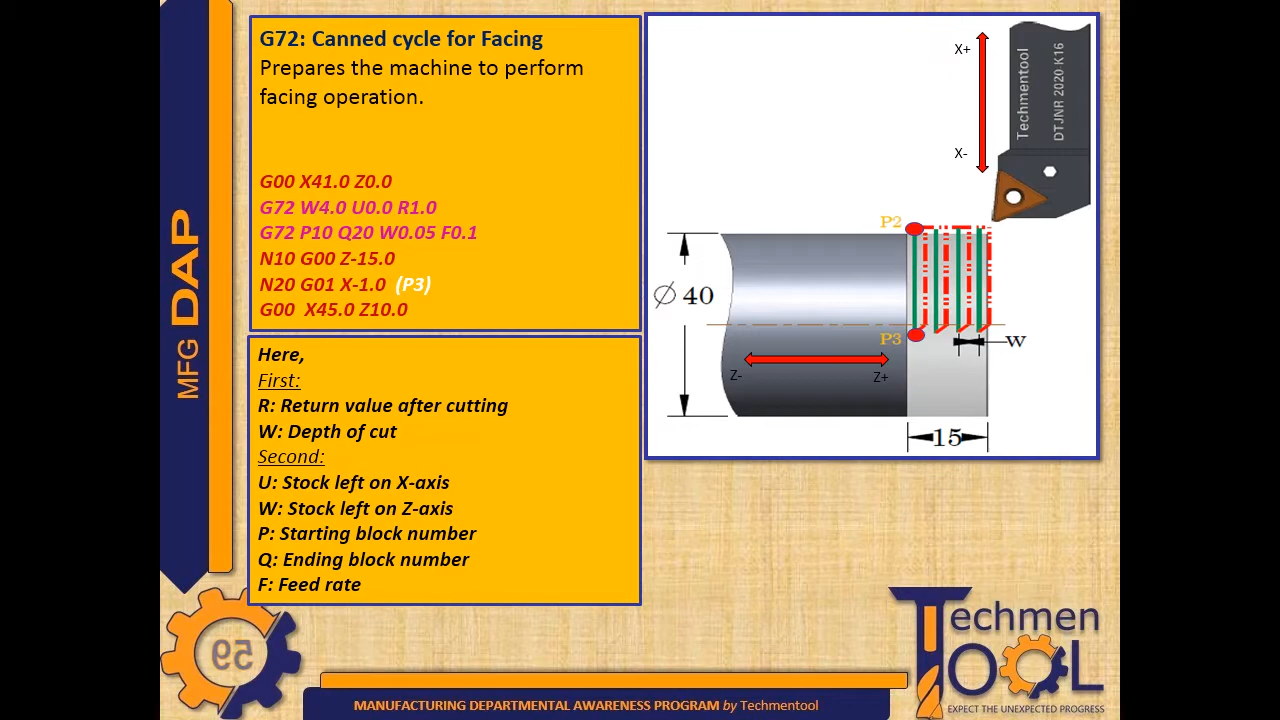 G72: Canned cycle for Facing
Prepares the machine to perform
facing operation.
G00 X41.0 Z0.0
G72 W4.0 U0.0 R1.0
G72 P10 Q20 W0.05 F0.1
N10 G00 Z-15.0
N20 G01 X-1.0 (P3)
G00 X45.0 Z10.0
Here,
First:
R: Return value after cutting
W: Depth of cut
Second:
U: Stock left on X-axis
W: Stock left on Z-axis
P: Starting block number
Q: Ending block number
F: Feed rate
X+
X-
Techmentool
DTJNR 2020 K16
P2
∅ 40
P3
W
Z-
Z+
15
MFG DAP
59
MANUFACTURING DEPARTMENTAL AWARENESS PROGRAM by Techmentool
Techmen
TOOL
EXPECT THE UNEXPECTED PROGRESS